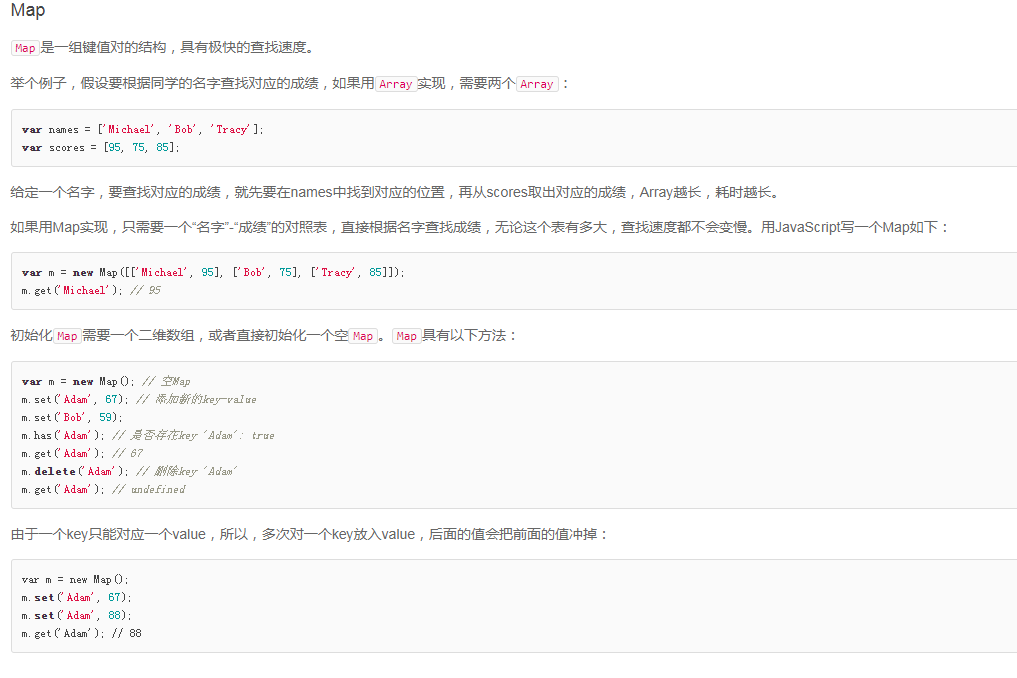 Map
Map是一组键值对的结构，具有极快的查找速度。
举个例子，假设要根据同学的名字查找对应的成绩，如果用Array实现，需要两个Array：
var names = ['Michael', 'Bob', 'Tracy'];
var scores = [95, 75, 85];
给定一个名字，要查找对应的成绩，就先要在names中找到对应的位置，再从scores取出对应的成绩，Array越长，耗时越长。
如果用Map实现，只需要一个“名字”-“成绩”的对照表，直接根据名字查找成绩，无论这个表有多大，查找速度都不会变慢。用JavaScript写一个Map如下：
var m = new Map([['Michael', 95], ['Bob', 75], ['Tracy', 85]]);
m.get('Michael'); // 95
初始化Map需要一个二维数组，或者直接初始化一个空Map。Map具有以下方法：
var m = new Map(); // 空Map
m.set('Adam', 67); // 添加新的key-value
m.set('Bob', 59);
m.has('Adam'); // 是否存在key 'Adam': true
m.get('Adam'); // 67
m.delete('Adam'); // 删除key 'Adam'
m.get('Adam'); // undefined
由于一个key只能对应一个value，所以，多次对一个key放入value，后面的值会把前面的值冲掉：
var m = new Map();
m.set('Adam', 67);
m.set('Adam', 88);
m.get('Adam'); // 88